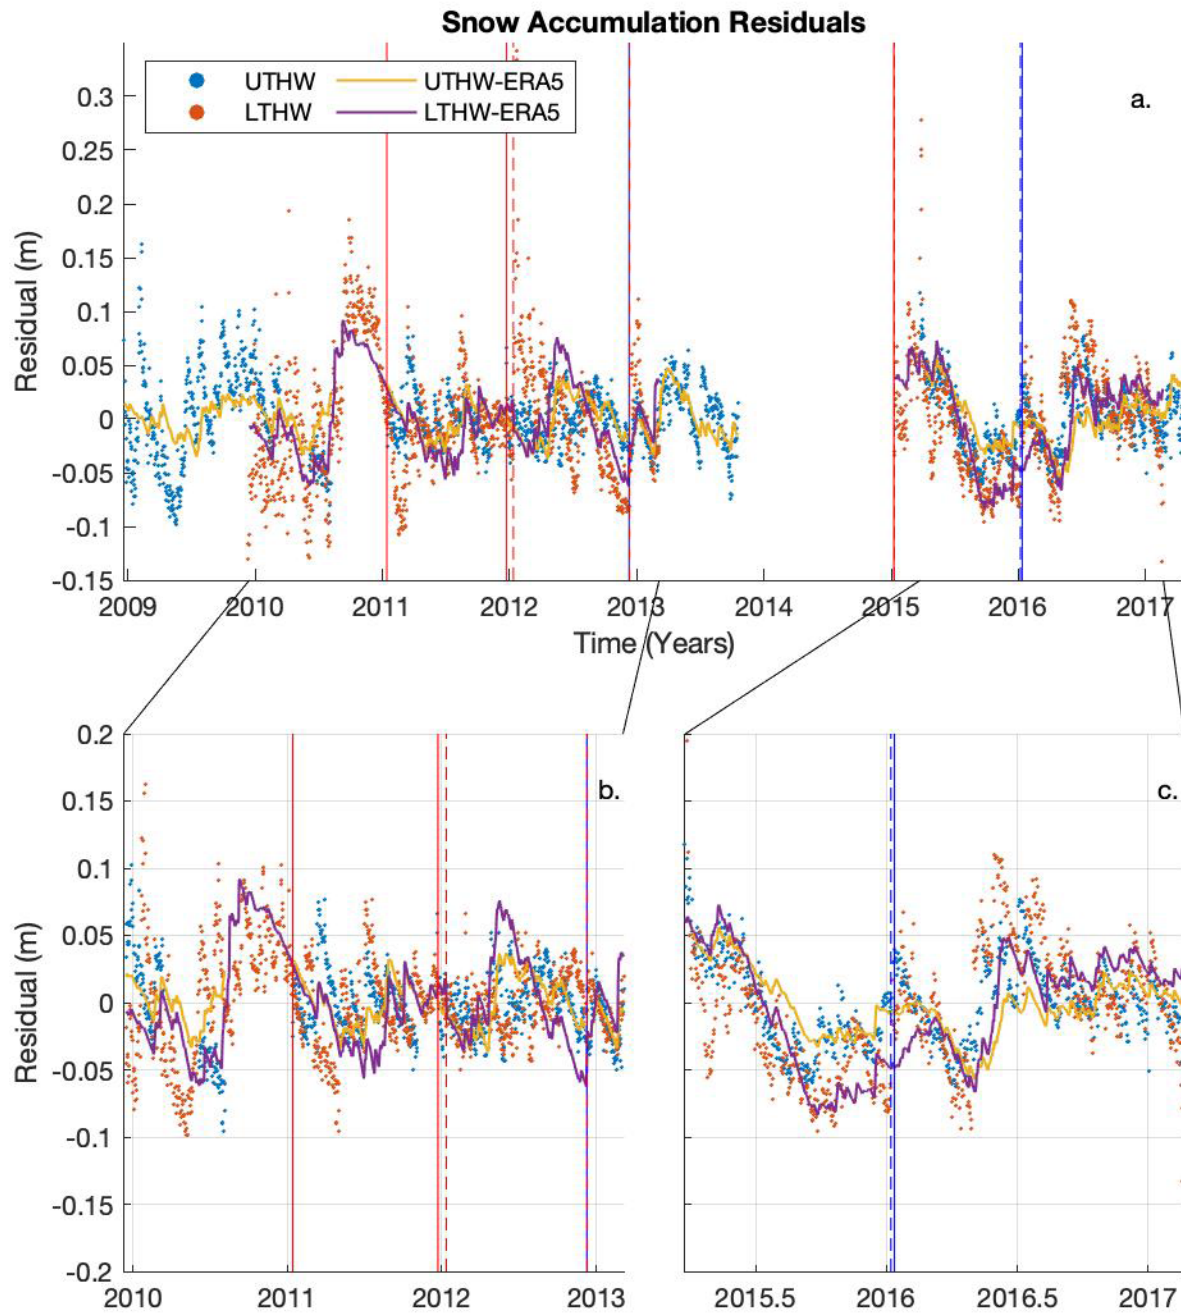 Snow Accumulation Residuals
UTHW
UTHW-ERA5
LTHW
LTHW-ERA5
a.
0.3
0.25
0.2
0.15
0.1
0.05
0
-0.05
-0.1
-0.15
Residual (m)
2009 2010 2011 2012 2013 2014 2015 2016 2017
Time (Years)
b.
0.2
0.15
0.1
0.05
0
-0.05
-0.1
-0.15
-0.2
Residual (m)
2010 2011 2012 2013
c.
2015.5 2016 2016.5 2017